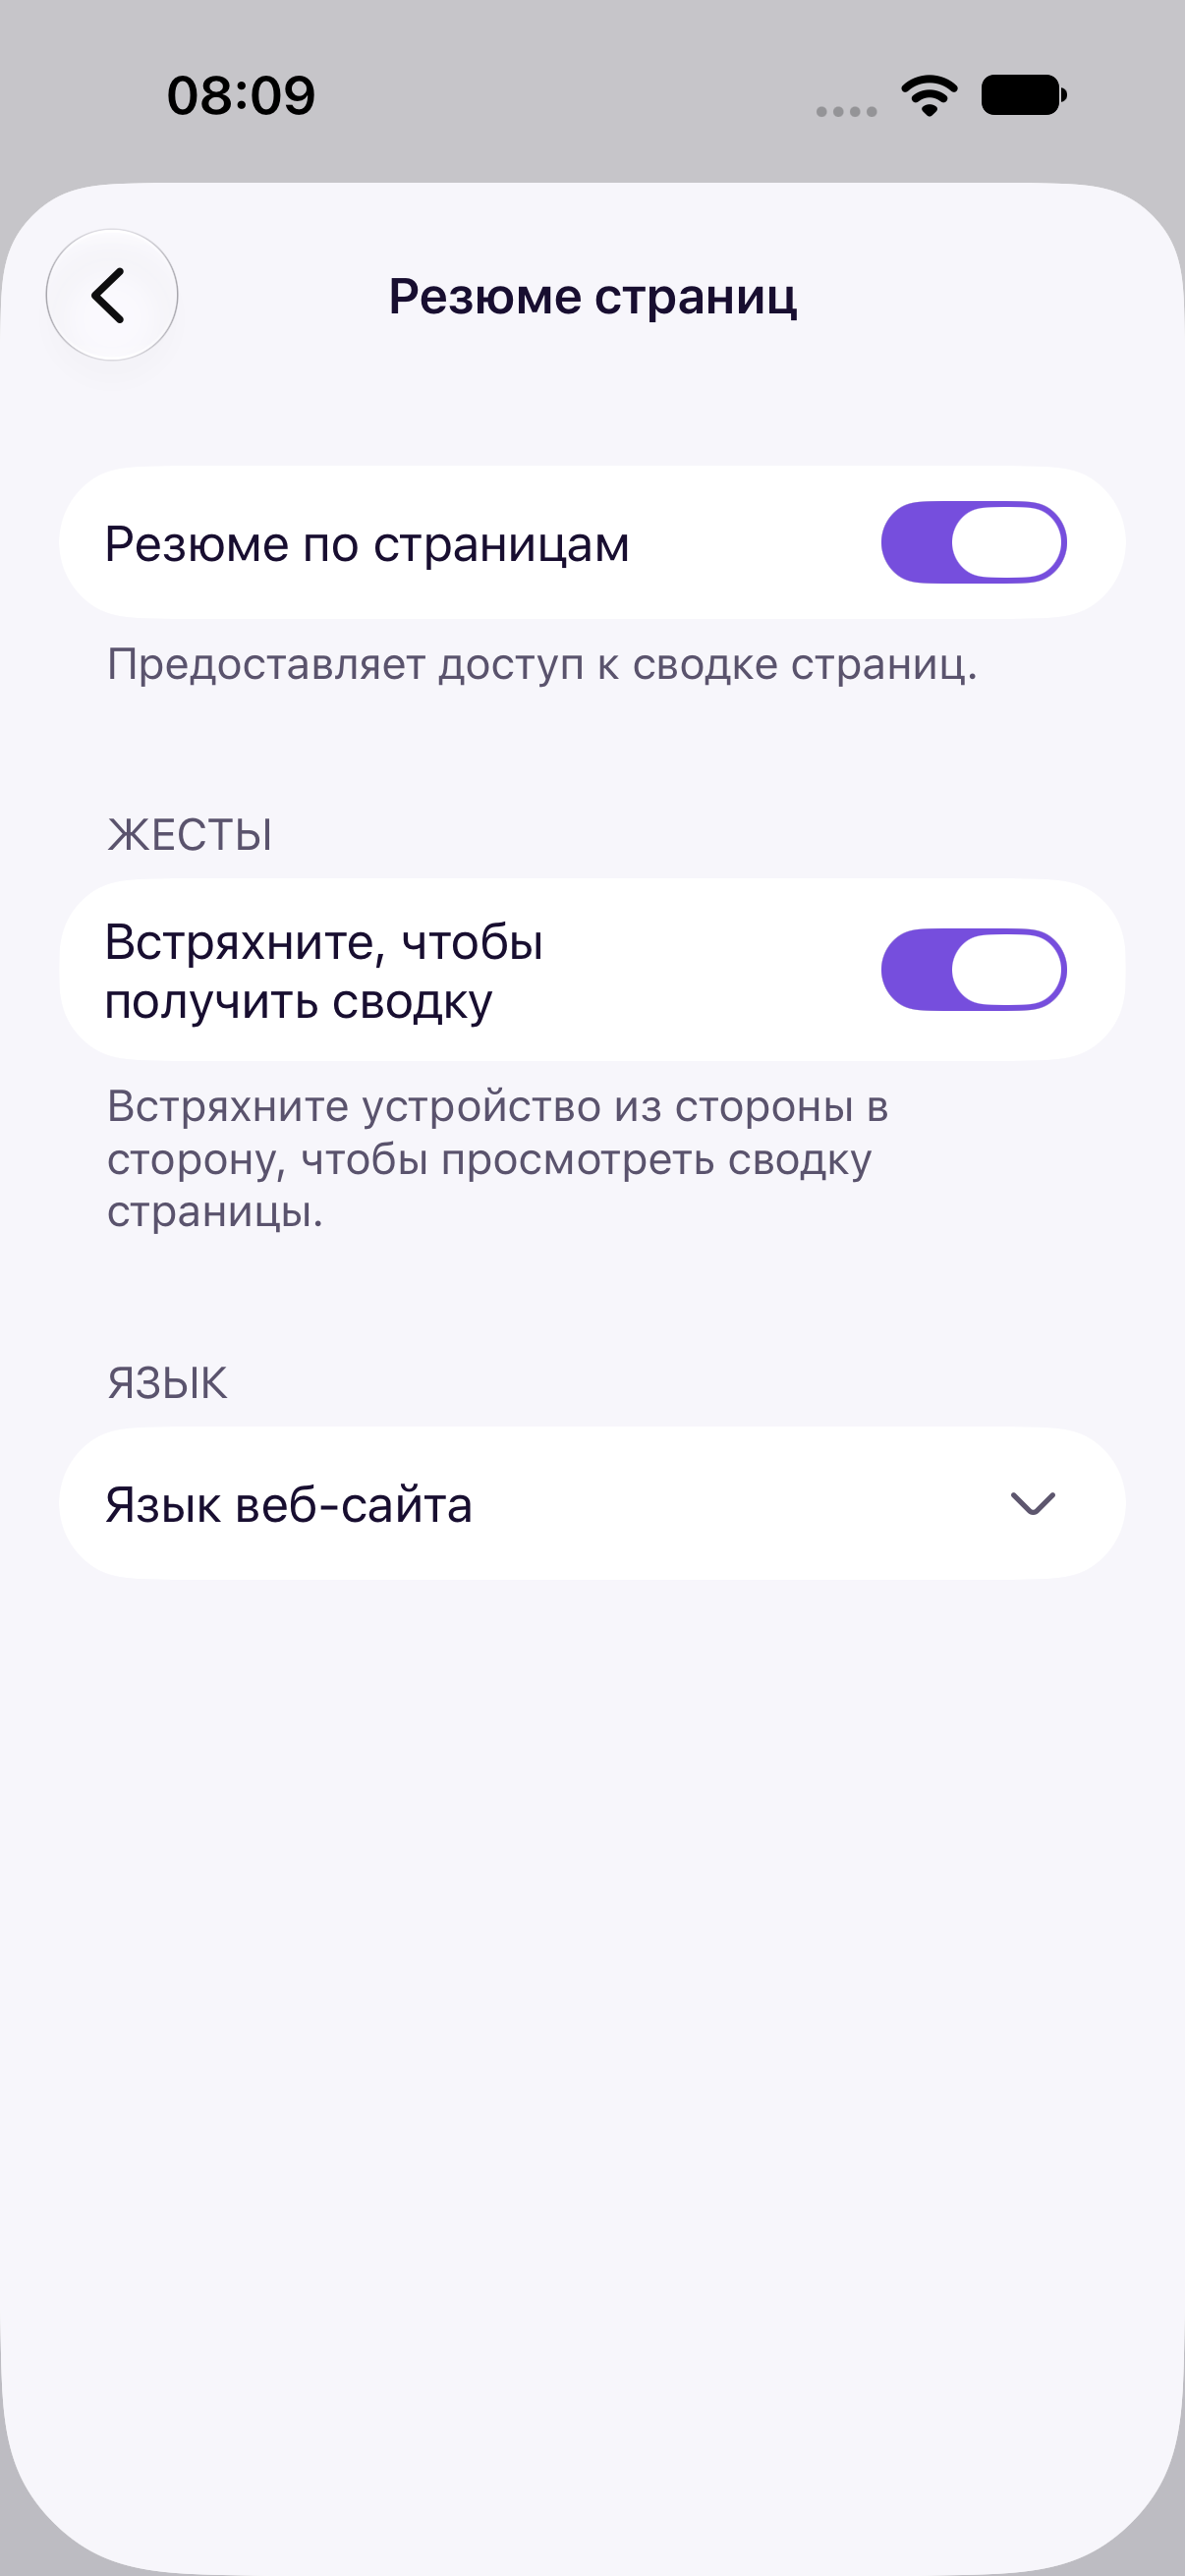 08:09
Резюме страниц
Резюме по страницам
Предоставляет доступ к сводке страниц.
ЖЕСТЫ
Встряхните, чтобы
получить сводку
Встряхните устройство из стороны в
сторону, чтобы просмотреть сводку
страницы.
ЯЗЫК
Язык веб-сайта